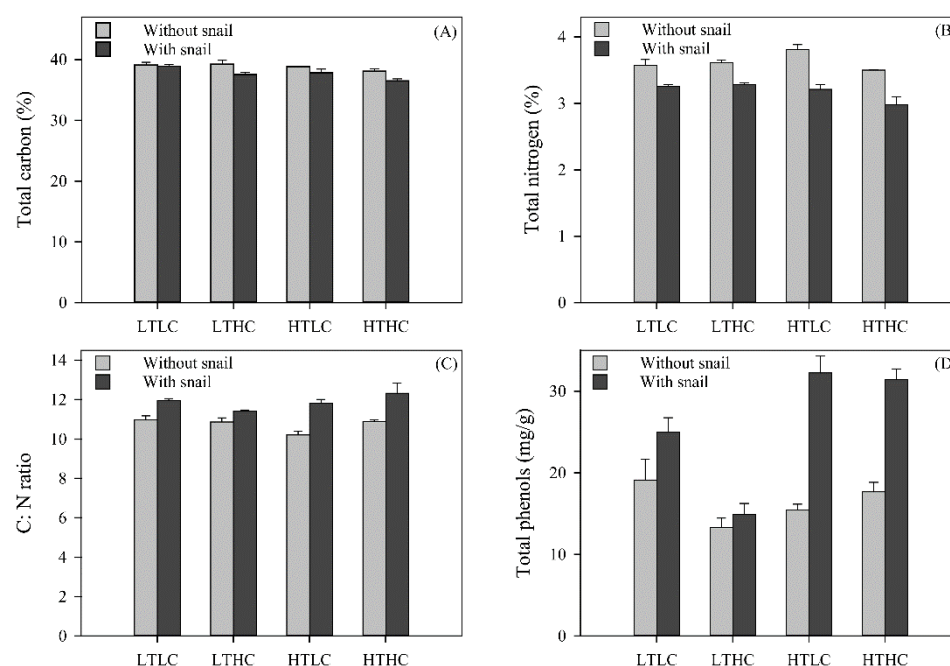 Without snail
With snail
(A)
Total carbon (%)
40
30
20
10
0
LTLC LTHC HTLC HTHC
Without snail
With snail
(B)
Total nitrogen (%)
4
3
2
1
0
LTLC LTHC HTLC HTHC
Without snail
With snail
(C)
C: N ratio
14
12
10
8
6
4
2
0
LTLC LTHC HTLC HTHC
Without snail
With snail
(D)
Total phenols (mg/g)
30
20
10
0
LTLC LTHC HTLC HTHC